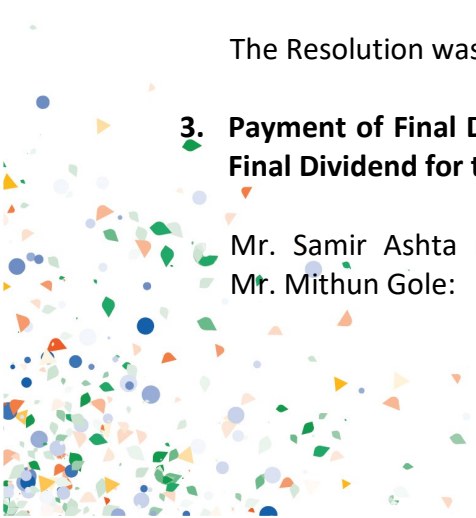 The Resolution was
3. Payment of Final
Final Dividend for
Mr. Samir Ashta
Mr. Mithun Gole: